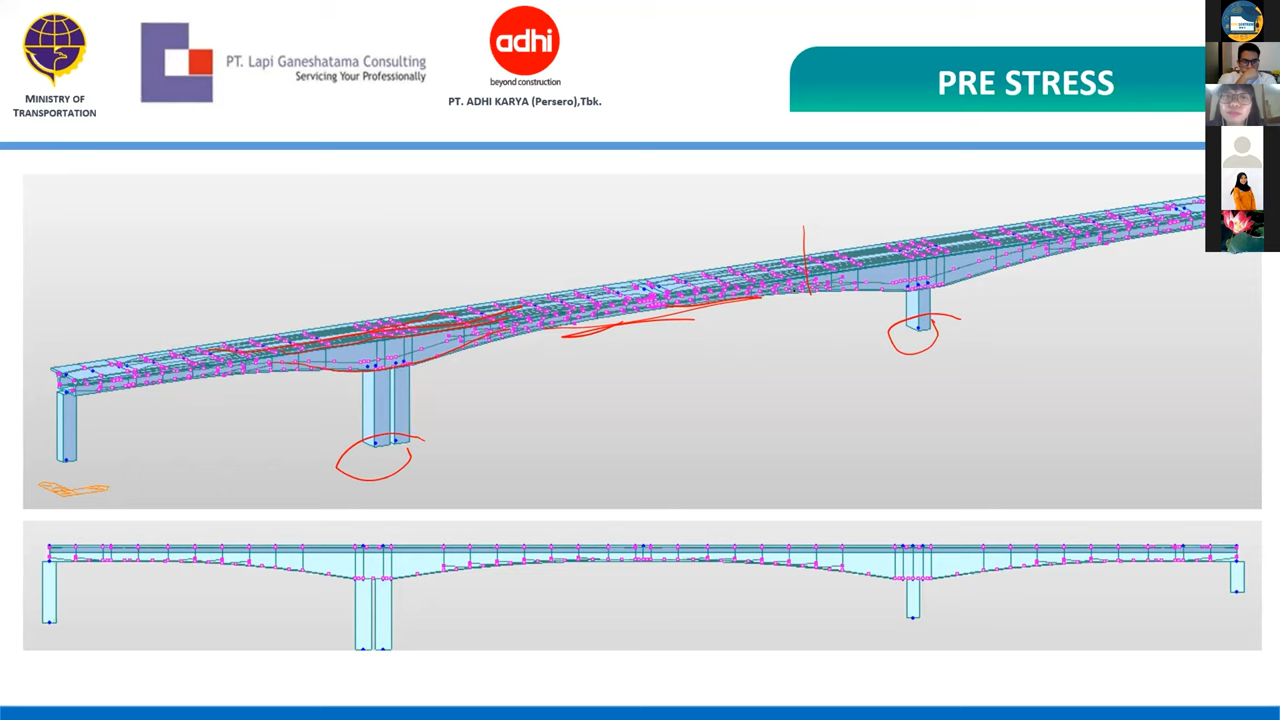 MINISTRY OF
TRANSPORTATION
PT. Lapi Ganeshatama Consulting
Servicing Your Professionally
adhi
beyond construction
PT. ADHI KARYA (Persero),Tbk.
PRE STRESS